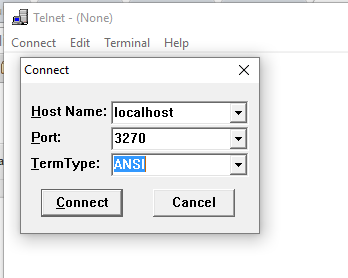 Telnet - (None)
Connect Edit Terminal Help
Connect
Host Name: localhost
Port: 3270
TermType: ANSI
Connect Cancel